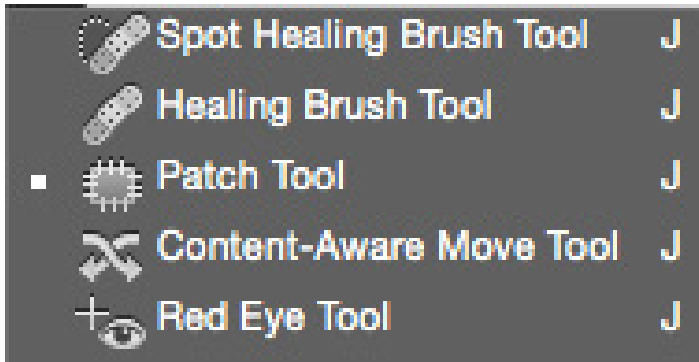 Spot Healing Brush Tool J
Healing Brush Tool J
Patch Tool J
Content-Aware Move Tool J
Red Eye Tool J